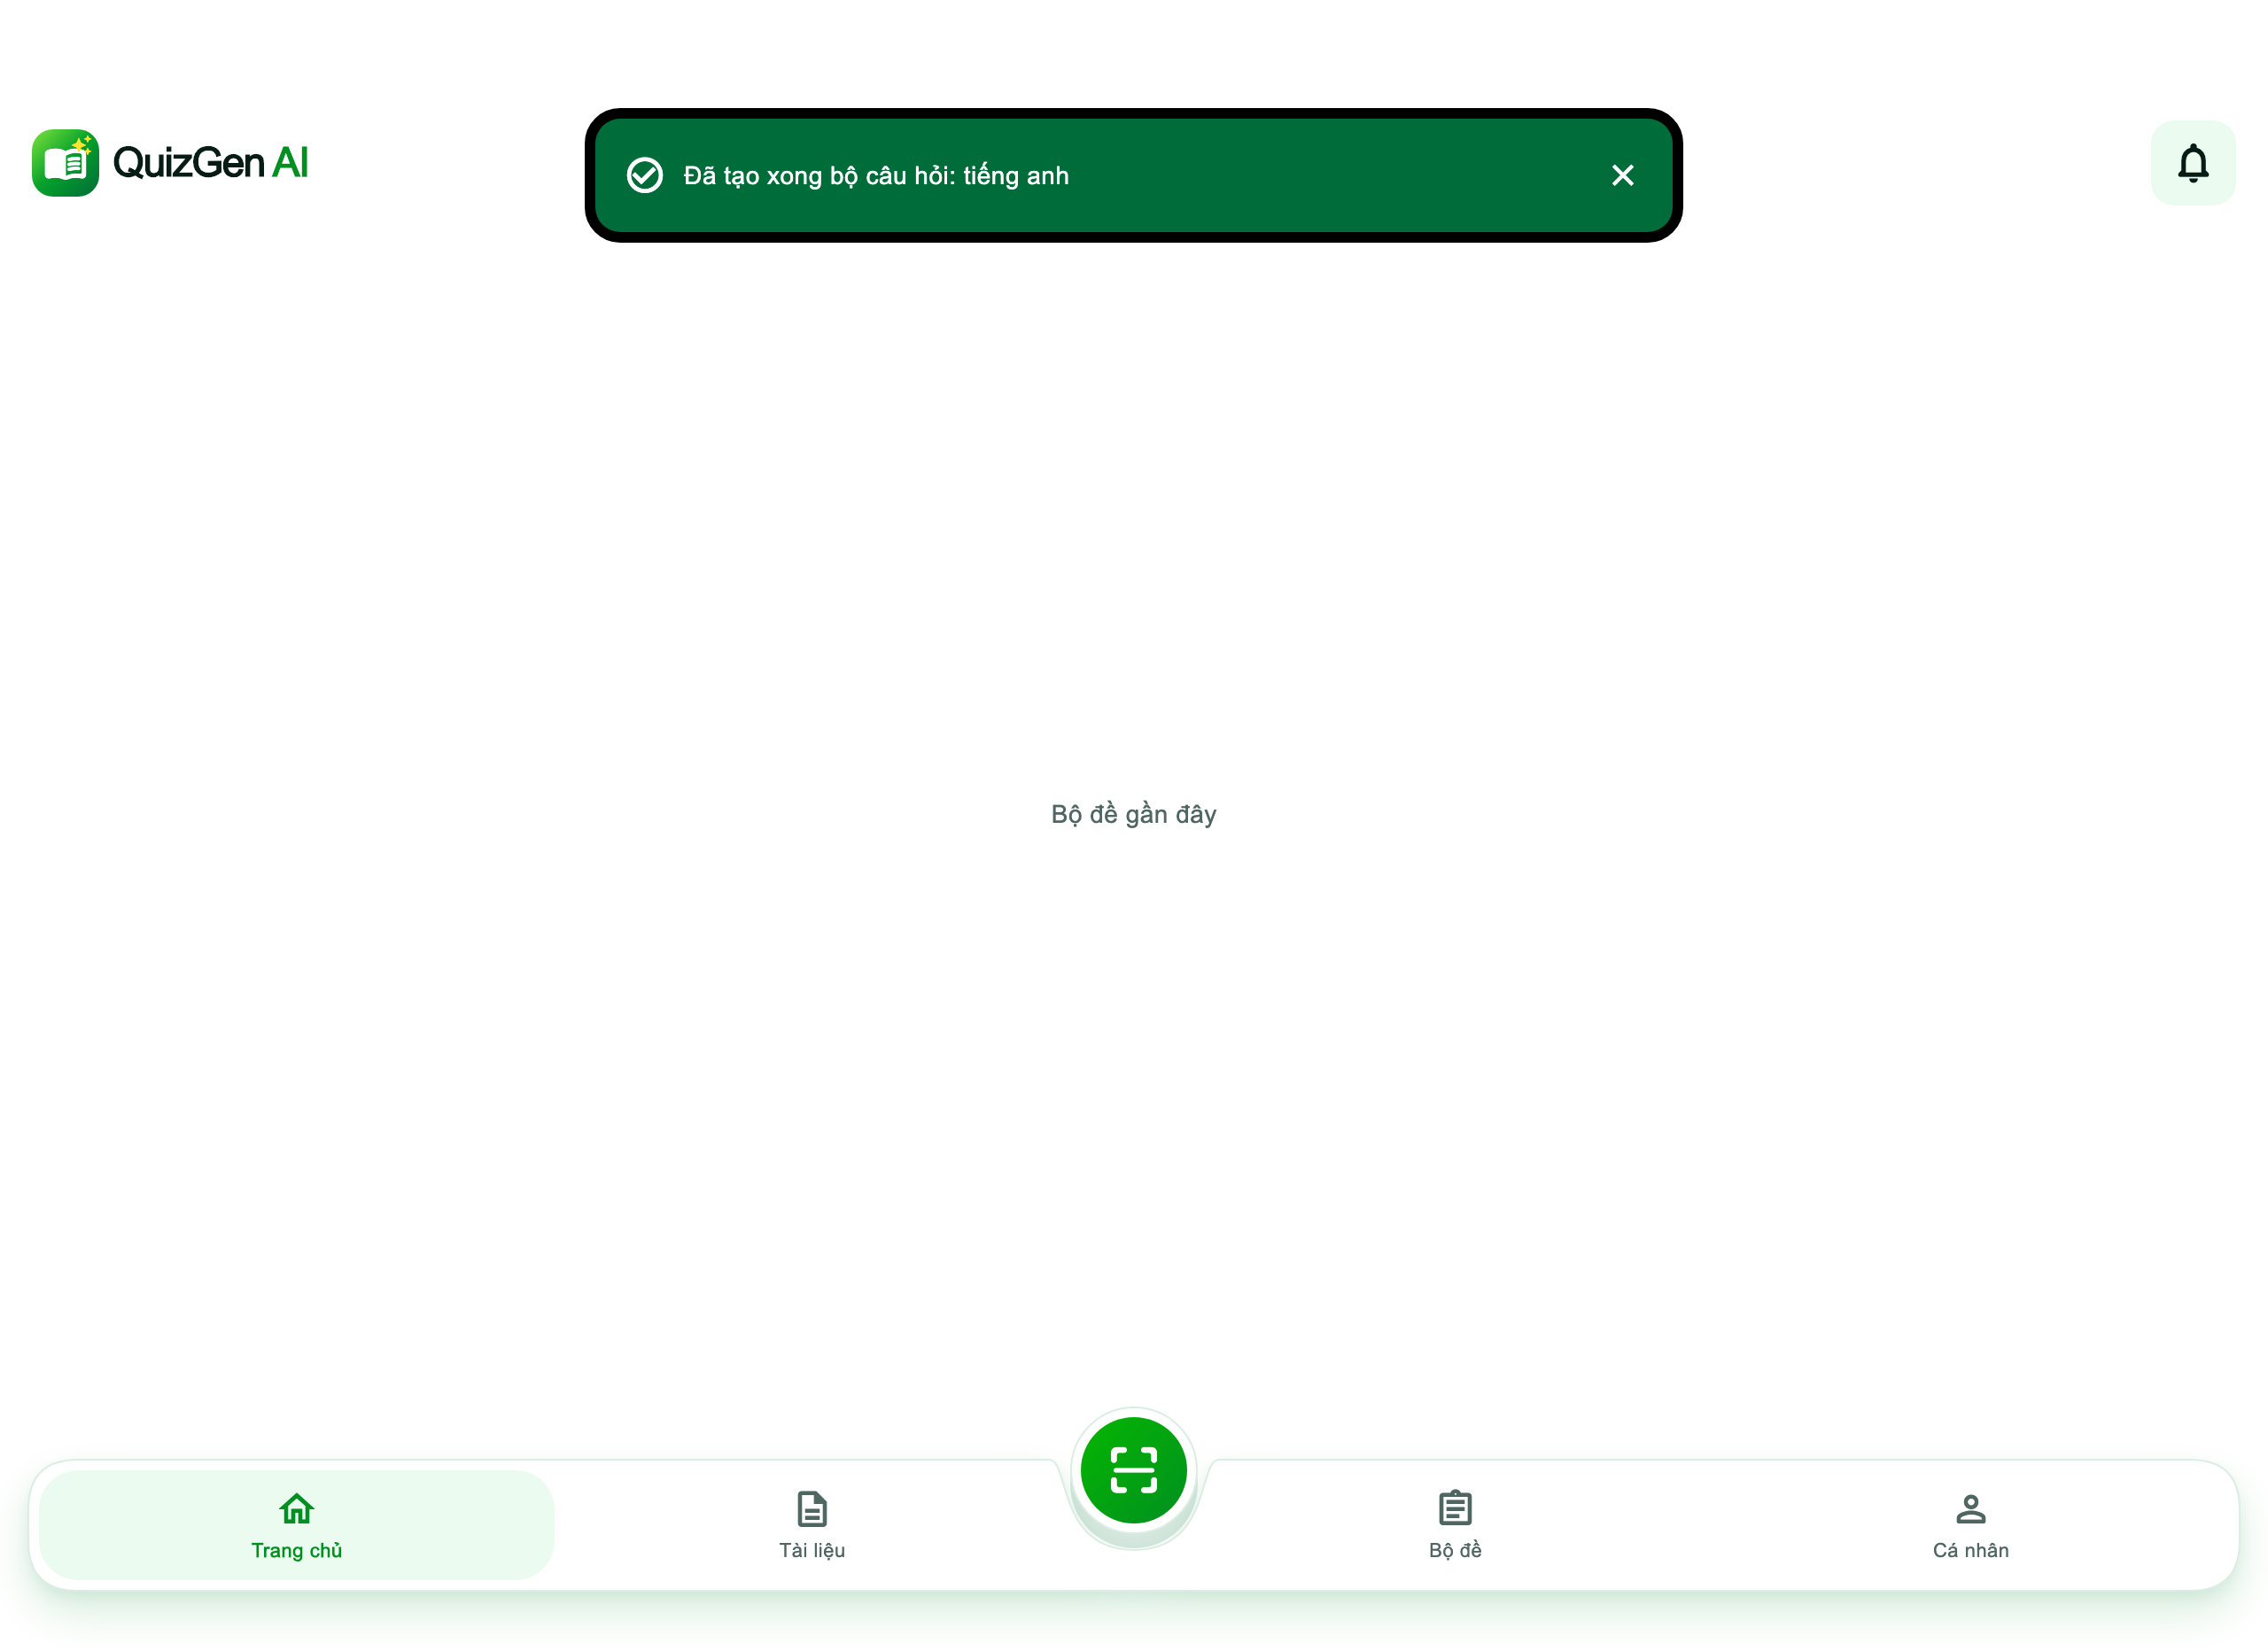 QuizGen AI
Đã tạo xong bộ câu hỏi: tiếng anh
Bộ đề gần đây
Trang chủ
Tài liệu
Bộ đề
Cá nhân